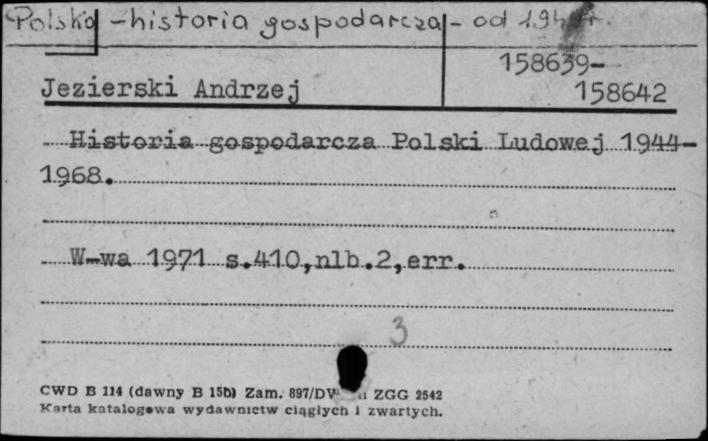 Polska - historia gospodarcza - od
158639-
Jezierski Andrzej 158642
Historia gospodarcza Polski Ludowej 1944-
1968.
W-wa 1971 s.410,nlb.2,err.
3
CWD B 114 (dawny B 15b) Zam. 897/DW ZGG 2542
Karta katalogowa wydawnictw ciągłych i zwartych.